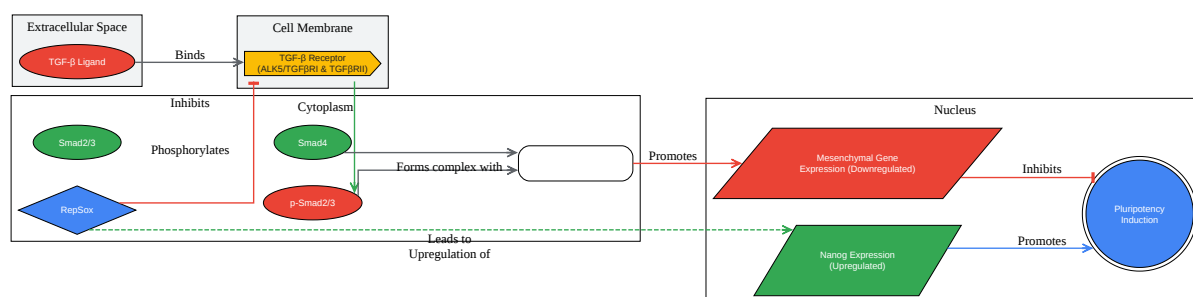 Extracellular Space
TGF-β Ligand
Binds
Cell Membrane
TGF-β Receptor
(ALK5/TGFβRI & TGFβRII)
Inhibits
Cytoplasm
Smad2/3
Phosphorylates
Smad4
Forms complex with
RepSox
p-Smad2/3
Leads to
Upregulation of
Promotes
Nucleus
Mesenchymal Gene
Expression (Downregulated)
Inhibits
Pluripotency
Induction
Nanog Expression
(Upregulated)
Promotes